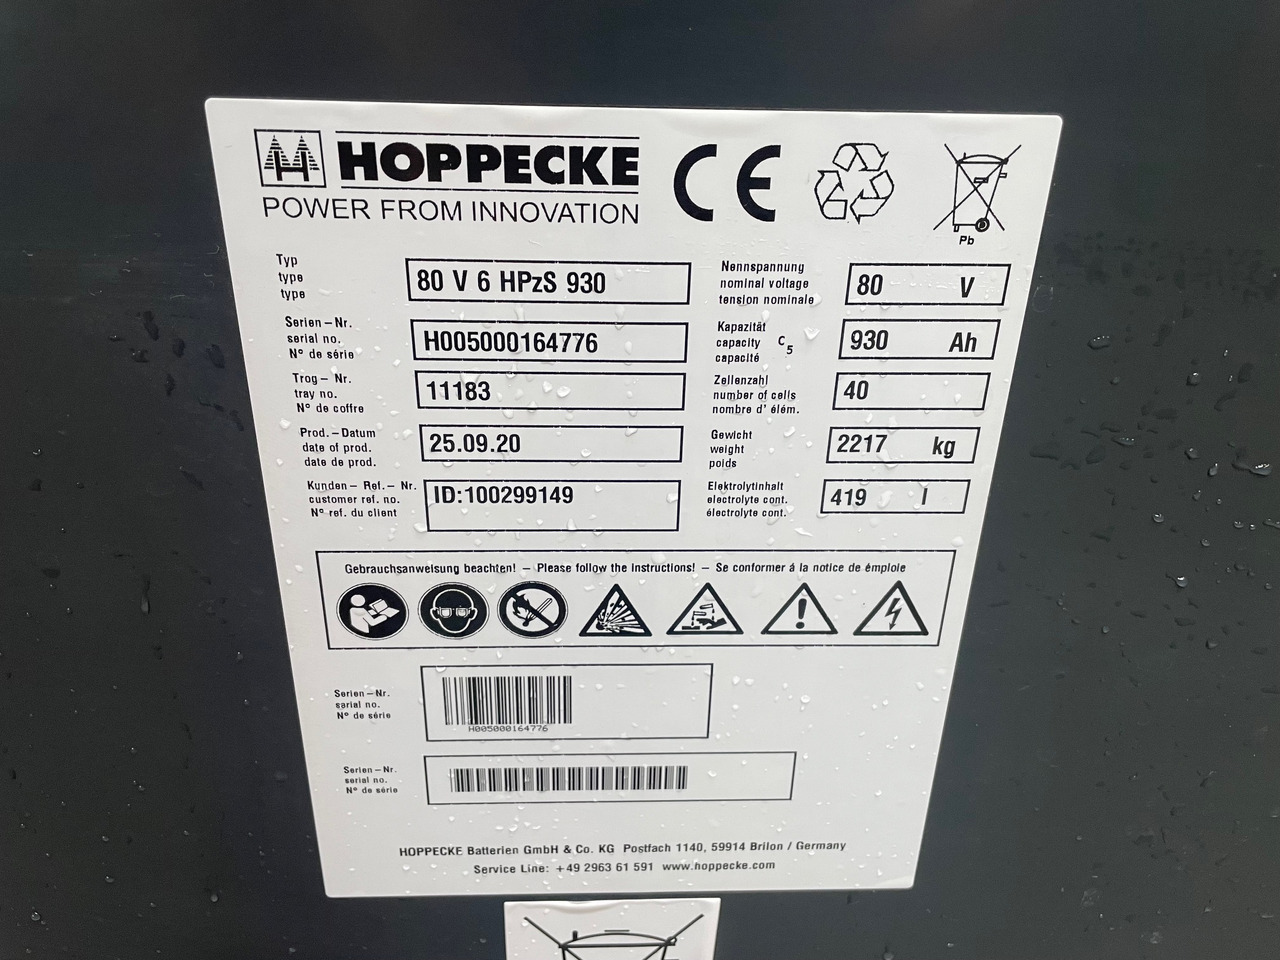 HOPPECKE
POWER FROM INNOVATION
CE
Pb
Typ
type
type
80 V 6 HPzS 930
Serien-Nr.
serial no.
N° de série
H005000164776
Trog- Nr.
tray no.
N° de coffre
11183
Prod.-Datum
date of prod.
date de prod.
25.09.20
Kunden- Ref.- Nr.
customer ref. no.
N° ref. du client
ID:100299149
Nennspannung
nominal voltage
tension nominale
80 V
Kapazität
capacity C5
capacité
930 Ah
Zellenzahl
number of cells
nombre d' élém.
40
Gewicht
weight
poids
2217 kg
Elektrolytinhalt
electrolyte cont.
électrolyte cont.
419 l
Gebrauchsanweisung beachten! – Please follow the Instructions! – Se conformer á la notice de émploie
Serien-Nr.
serial no.
N° de série
H005000164776
Serien-Nr.
serial no.
N° de série
HOPPECKE Batterien GmbH & Co. KG Postfach 1140, 59914 Brilon / Germany
Service Line: +49 2963 61 591 www.hoppecke.com